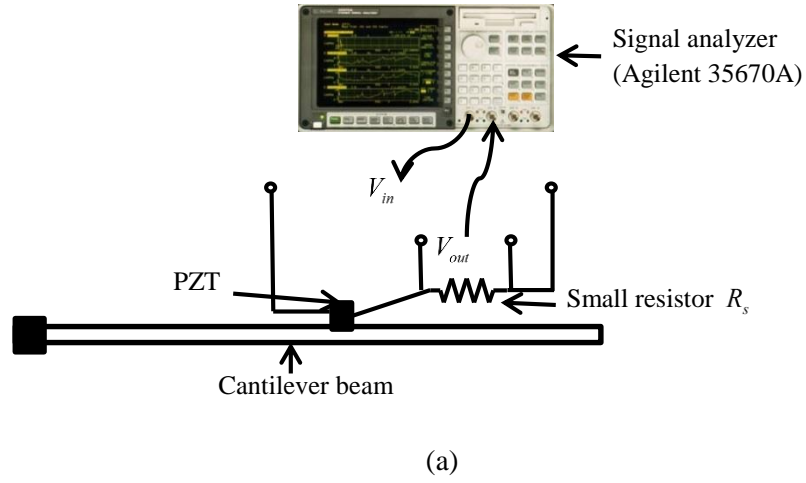 Signal analyzer
(Agilent 35670A)
V_in
V_out
PZT
Small resistor R_s
Cantilever beam
(a)